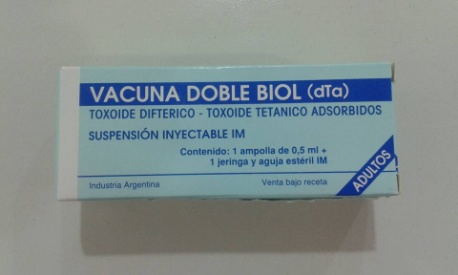 VACUNA DOBLE BIOL (dTa)
TOXOIDE DIFTERICO - TOXOIDE TETANICO ADSORBIDOS
SUSPENSIÓN INYECTABLE IM
Contenido: 1 ampolla de 0,5 ml +
1 jeringa y aguja estéril IM
Industria Argentina
Venta bajo receta
ADULTOS